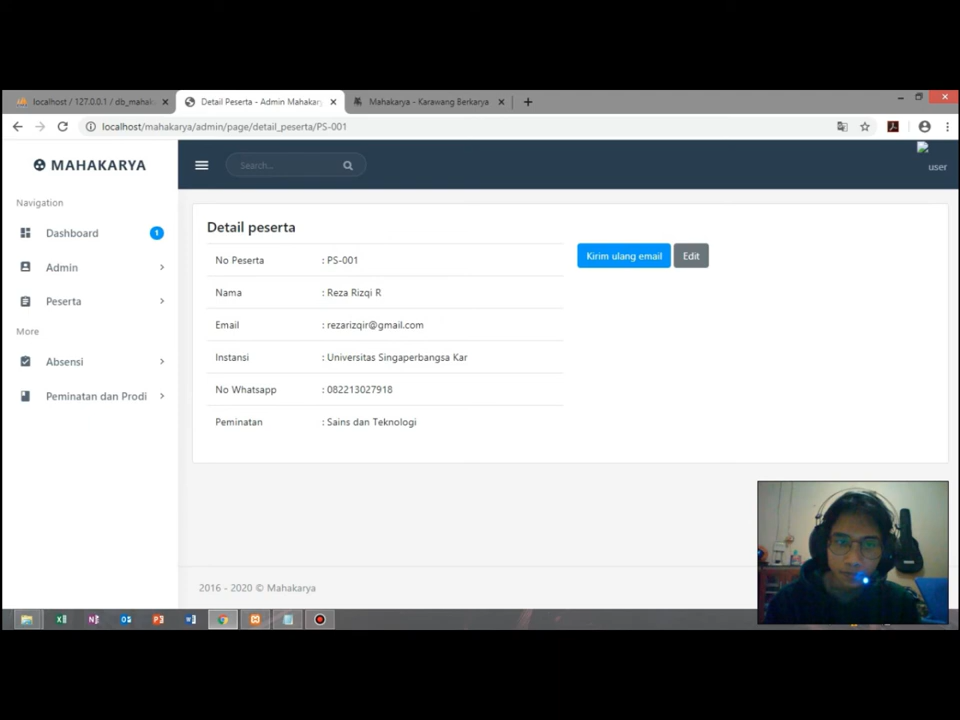 localhost / 127.0.0.1 / db_mahak
Detail Peserta - Admin Mahakar
Mahakarya - Karawang Berkarya
localhost/mahakarya/admin/page/detail_peserta/PS-001
MAHAKARYA
Search...
user
Navigation
Dashboard 1
Admin
Peserta
More
Absensi
Peminatan dan Prodi
Detail peserta
No Peserta : PS-001
Nama : Reza Rizqi R
Email : rezarizqir@gmail.com
Instansi : Universitas Singaperbangsa Kar
No Whatsapp : 082213027918
Peminatan : Sains dan Teknologi
Kirim ulang email
Edit
2016 - 2020 © Mahakarya